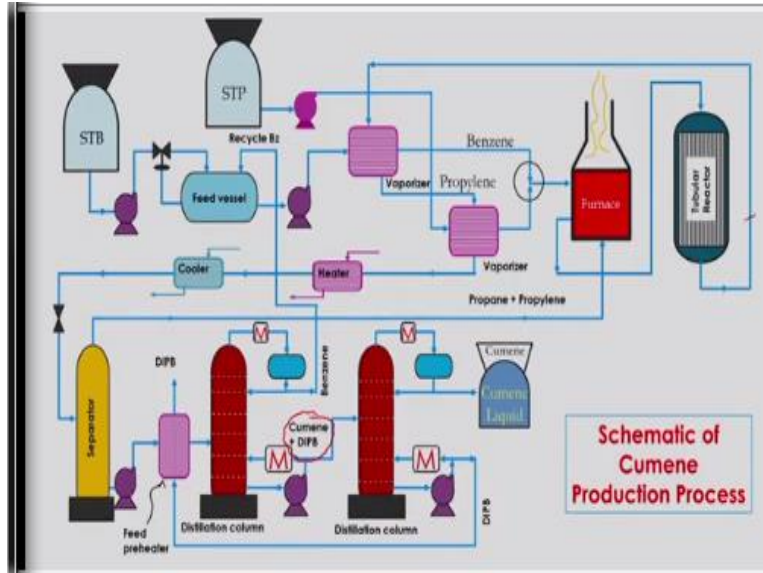 STP
STB
Recycle Bz
Benzene
Feed vessel
Vaporizer
Propylene
Furnace
Tubular
Reactor
Vaporizer
Cooler
Heater
Propane + Propylene
DIPB
Benzene
Cumene
Cumene
Liquid
Separator
M
M
Cumene
+ DIPB
M
M
DIPB
Feed
preheater
Distillation column
Distillation column
Schematic of
Cumene
Production Process